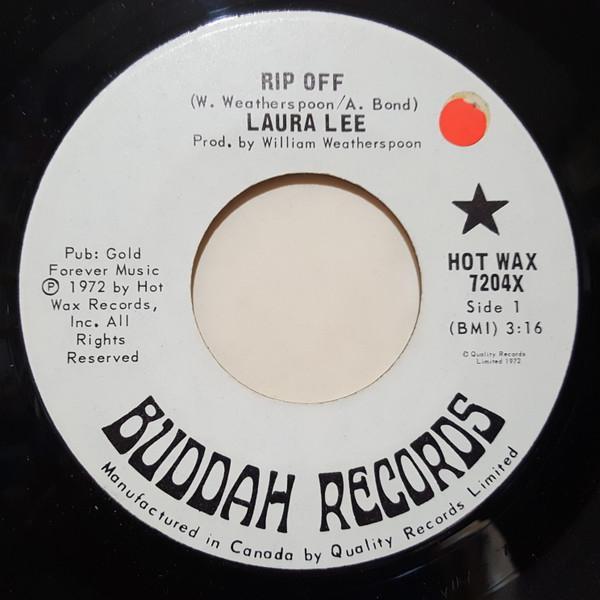 RIP OFF
(W. Weatherspoon/A. Bond)
LAURA LEE
Prod. by William Weatherspoon
Pub: Gold
Forever Music
Ⓟ 1972 by Hot
Wax Records,
Inc. All
Rights
Reserved
HOT WAX
7204X
Side 1
(BMI) 3:16
© Quality Records
Limited 1972
BUDDAH RECORDS
Manufactured in Canada by Quality Records Limited